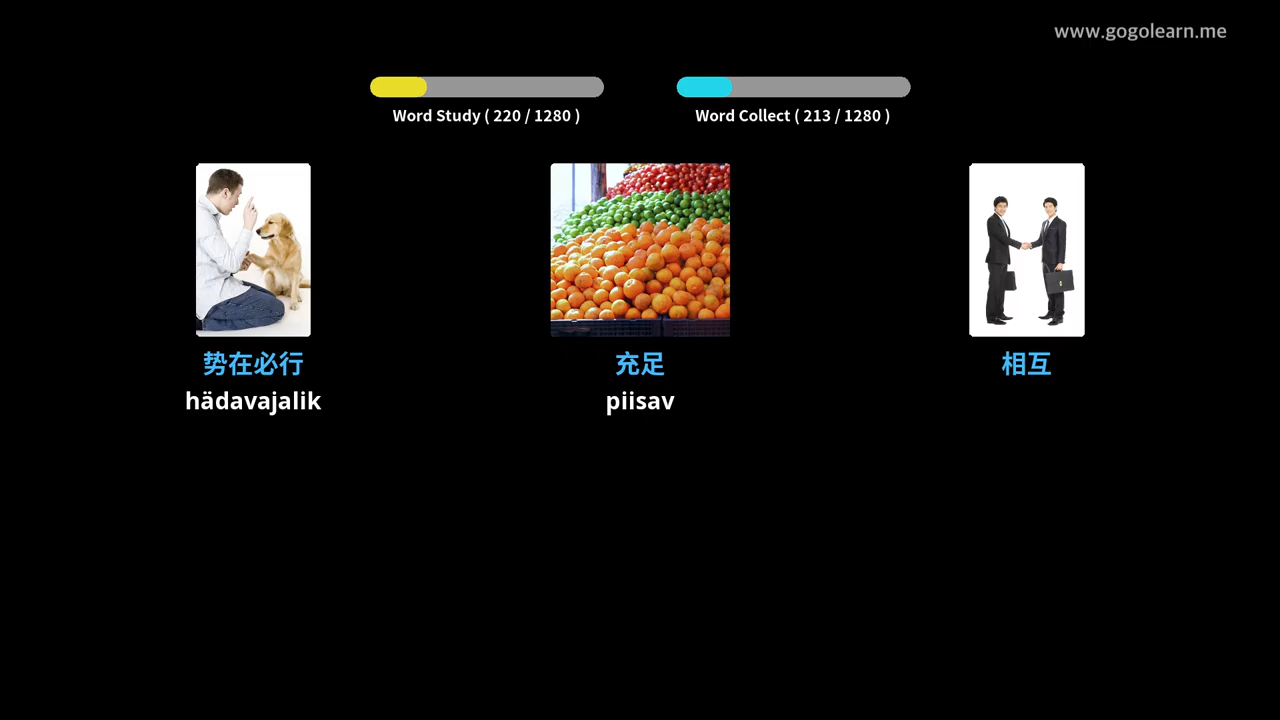 www.gogolearn.me
Word Study ( 220 / 1280 )
Word Collect ( 213 / 1280 )
势在必行
充足
相互
hädavajalik
piisav